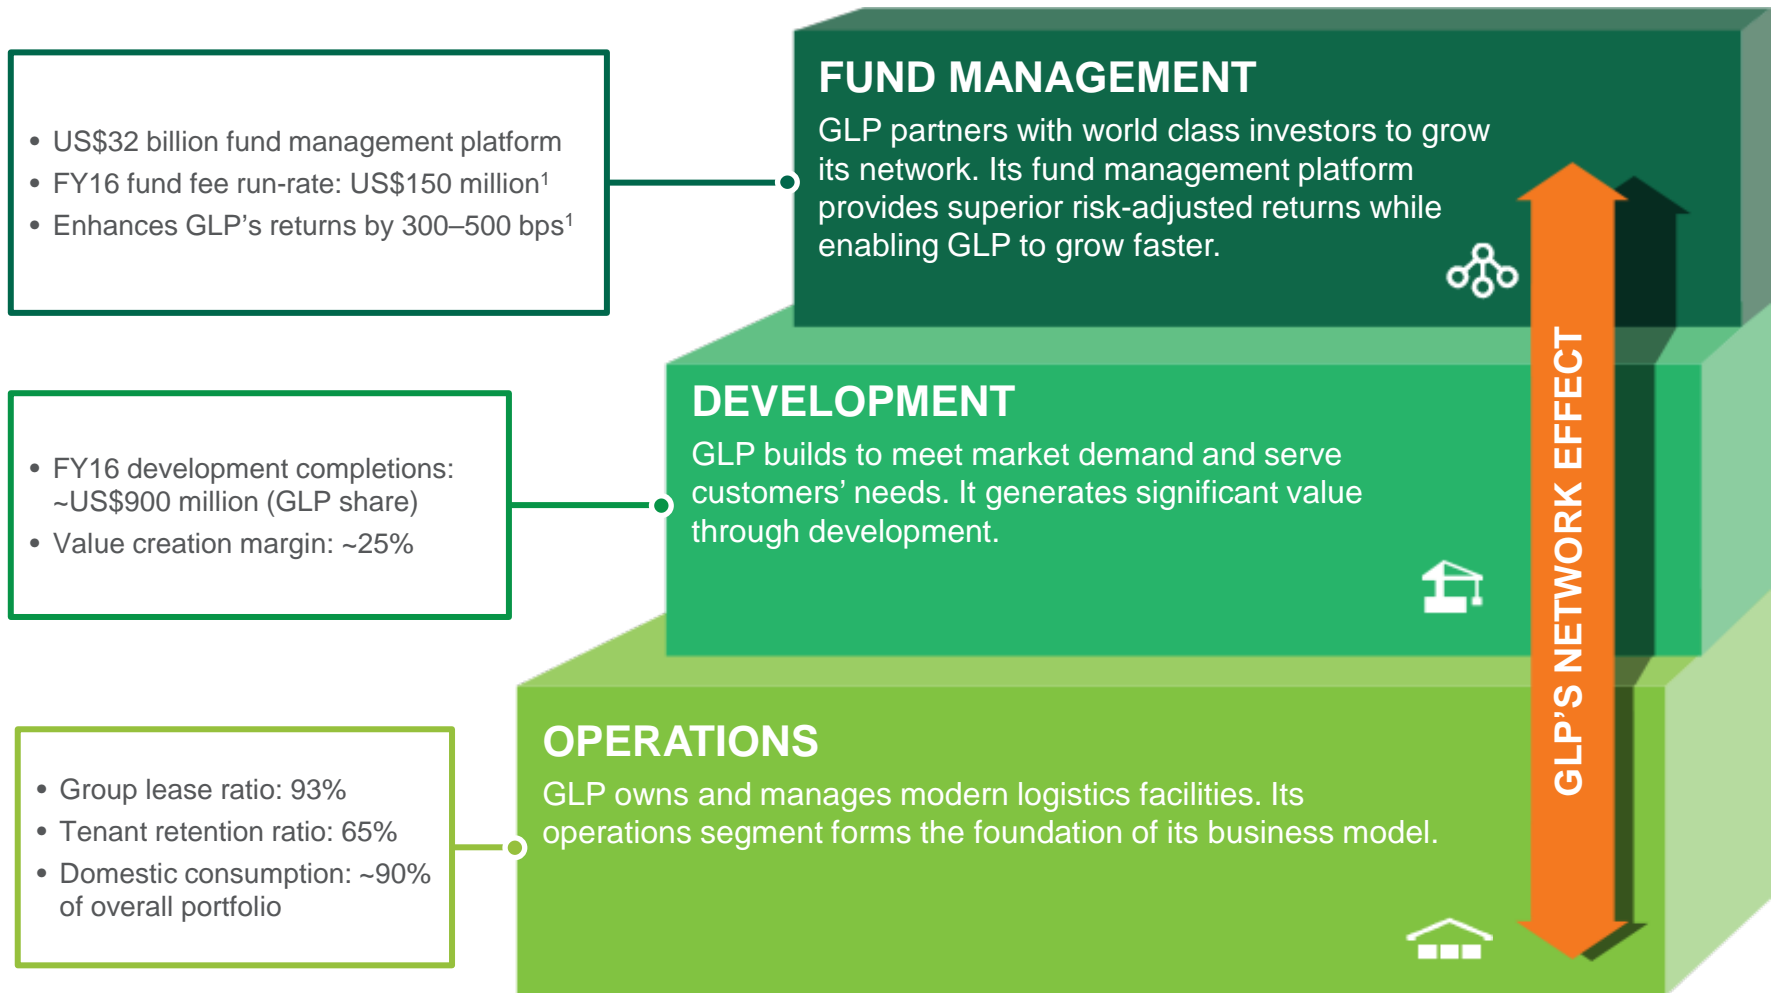 FUND MANAGEMENT
GLP partners with world class investors to grow
its network. Its fund management platform
provides superior risk-adjusted returns while
enabling GLP to grow faster.
• US$32 billion fund management platform
• FY16 fund fee run-rate: US$150 million¹
• Enhances GLP’s returns by 300–500 bps¹
DEVELOPMENT
GLP builds to meet market demand and serve
customers’ needs. It generates significant value
through development.
• FY16 development completions:
~US$900 million (GLP share)
• Value creation margin: ~25%
OPERATIONS
GLP owns and manages modern logistics facilities. Its
operations segment forms the foundation of its business model.
• Group lease ratio: 93%
• Tenant retention ratio: 65%
• Domestic consumption: ~90%
of overall portfolio
GLP’S NETWORK EFFECT